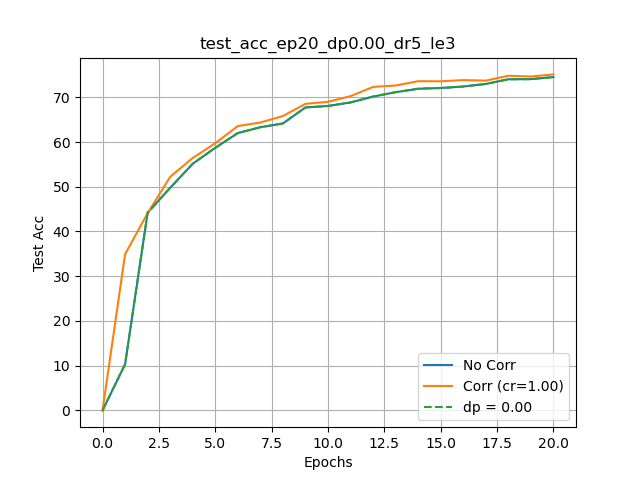 test_acc_ep20_dp0.00_dr5_le3
Test Acc
70
60
50
40
30
20
10
0
No Corr
Corr (cr=1.00)
dp = 0.00
0.0 2.5 5.0 7.5 10.0 12.5 15.0 17.5 20.0
Epochs